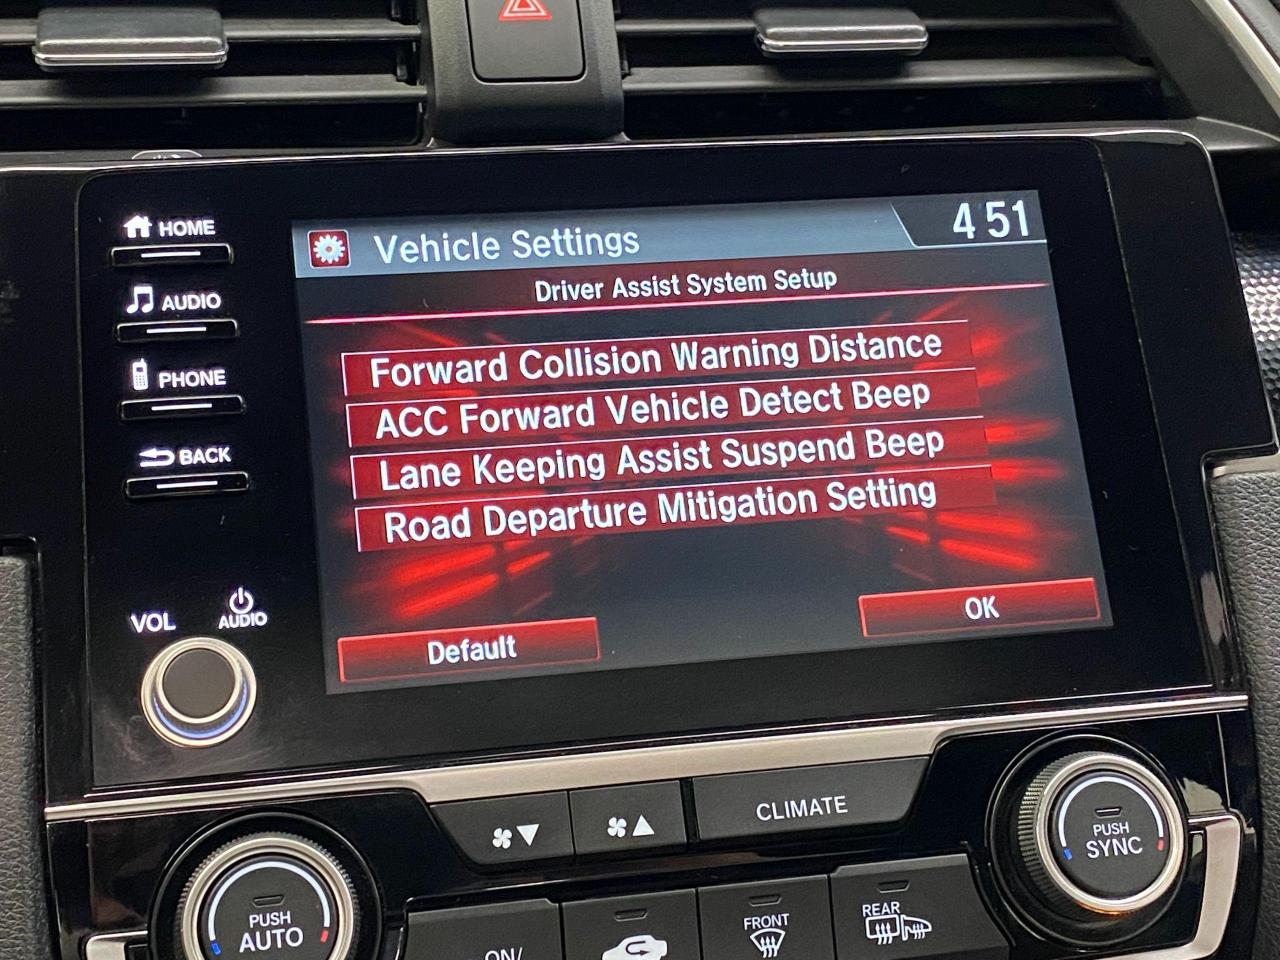 HOME
AUDIO
PHONE
BACK
VOL
AUDIO
Vehicle Settings
4 51
Driver Assist System Setup
Forward Collision Warning Distance
ACC Forward Vehicle Detect Beep
Lane Keeping Assist Suspend Beep
Road Departure Mitigation Setting
Default
OK
CLIMATE
PUSH
AUTO
PUSH
SYNC
ON/
FRONT
REAR